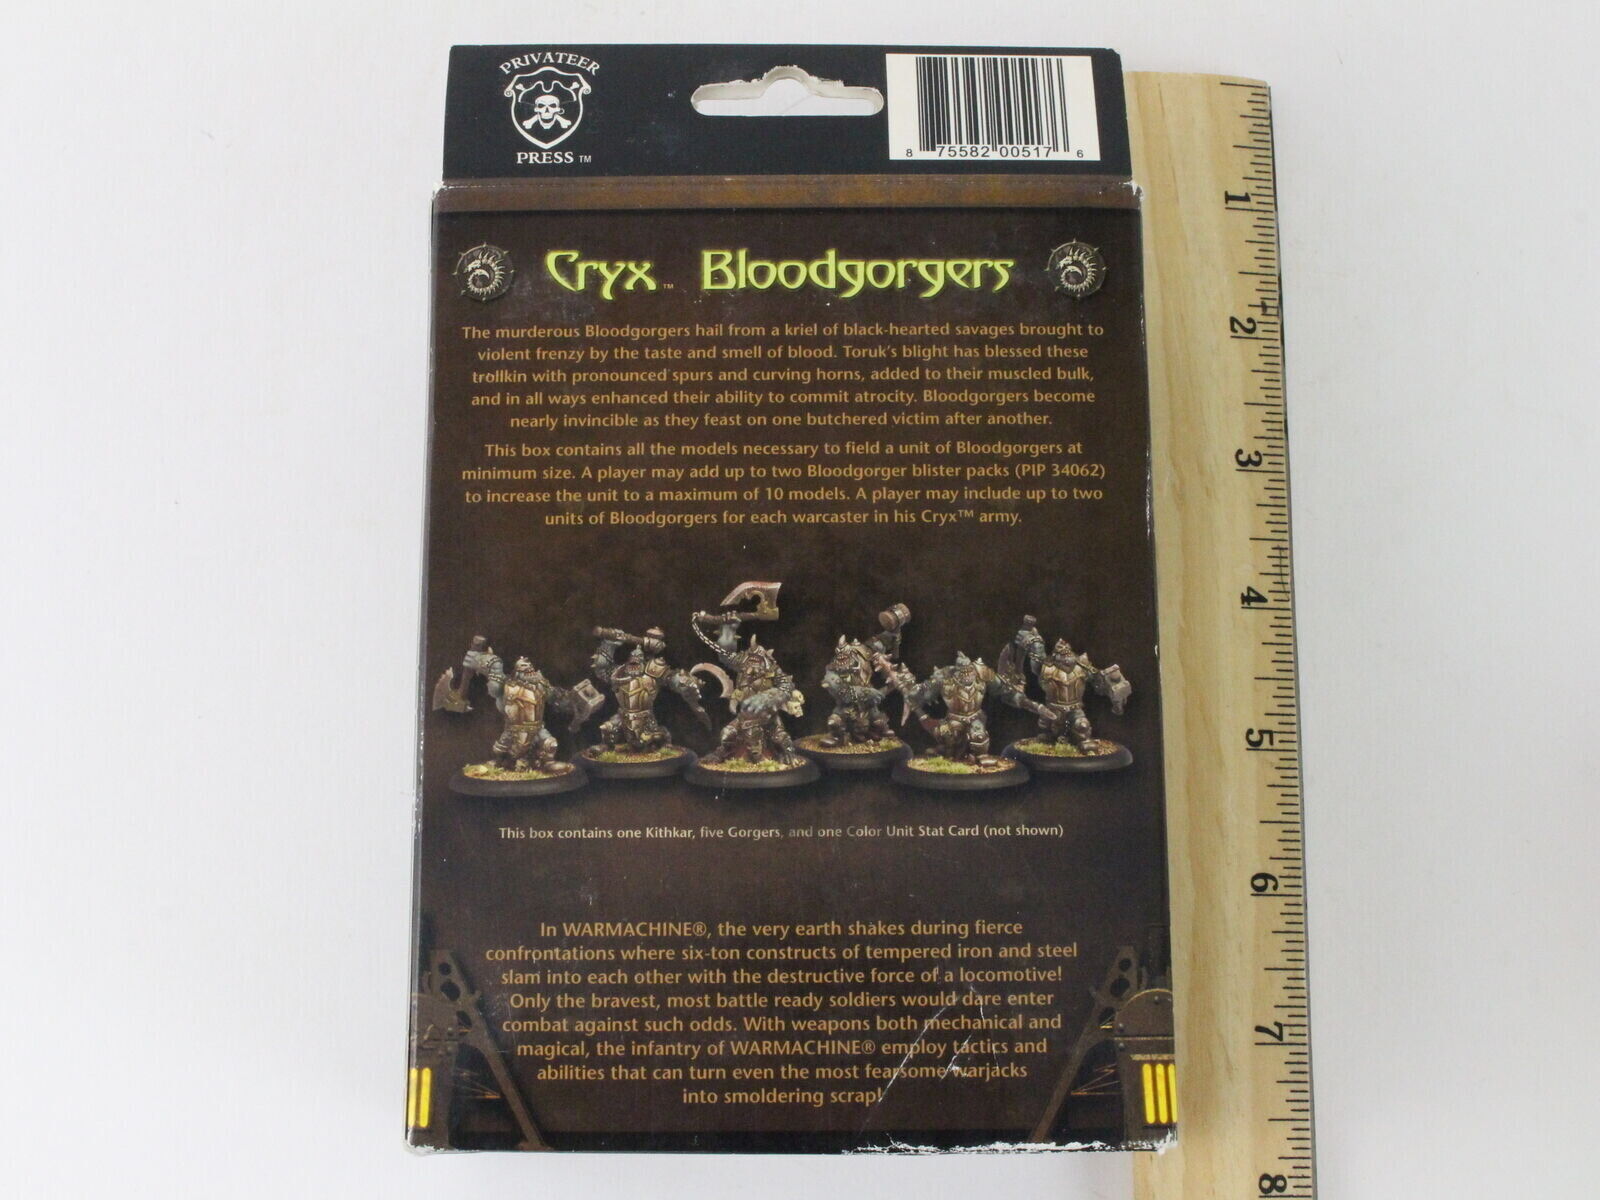 PRIVATEER
PRESS ™
8 75582 00517 6
Cryx™ Bloodgorgers
The murderous Bloodgorgers hail from a kriel of black-hearted savages brought to
violent frenzy by the taste and smell of blood. Toruk's blight has blessed these
trollkin with pronounced spurs and curving horns, added to their muscled bulk,
and in all ways enhanced their ability to commit atrocity. Bloodgorgers become
nearly invincible as they feast on one butchered victim after another.
This box contains all the models necessary to field a unit of Bloodgorgers at
minimum size. A player may add up to two Bloodgorger blister packs (PIP 34062)
to increase the unit to a maximum of 10 models. A player may include up to two
units of Bloodgorgers for each warcaster in his Cryx™ army.
This box contains one Kithkar, five Gorgers, and one Color Unit Stat Card (not shown)
In WARMACHINE®, the very earth shakes during fierce
confrontations where six-ton constructs of tempered iron and steel
slam into each other with the destructive force of a locomotive!
Only the bravest, most battle ready soldiers would dare enter
combat against such odds. With weapons both mechanical and
magical, the infantry of WARMACHINE® employ tactics and
abilities that can turn even the most fearsome warjacks
into smoldering scrap!
1
2
3
4
5
6
7
8